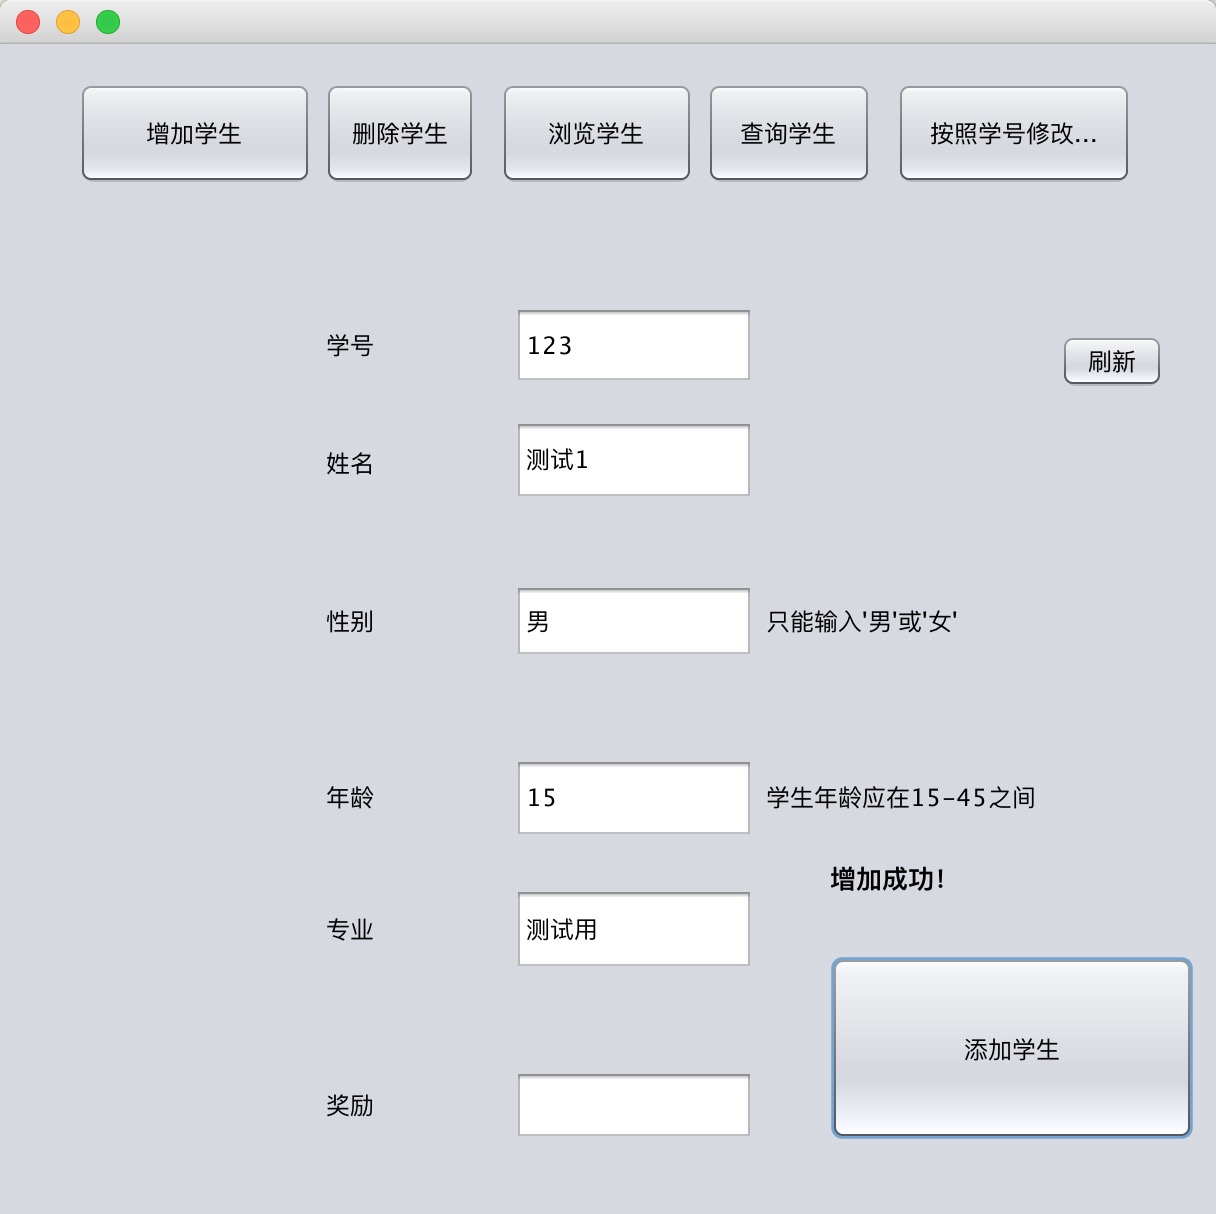 增加学生
删除学生
浏览学生
查询学生
按照学号修改...
学号
123
刷新
姓名
测试1
性别
男
只能输入'男'或'女'
年龄
15
学生年龄应在15-45之间
增加成功！
专业
测试用
添加学生
奖励